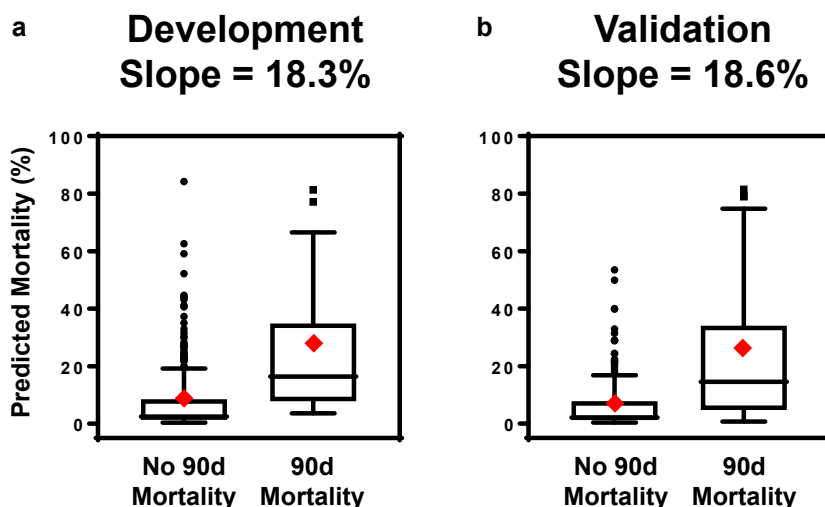 a
Development
Slope = 18.3%
Predicted Mortality (%)
100
80
60
40
20
0
No 90d
Mortality
90d
Mortality
b
Validation
Slope = 18.6%
100
80
60
40
20
0
No 90d
Mortality
90d
Mortality